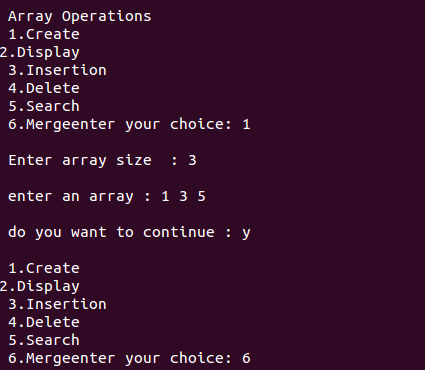 Array Operations
1.Create
2.Display
3.Insertion
4.Delete
5.Search
6.Mergeenter your choice: 1
Enter array size  : 3
enter an array : 1 3 5
do you want to continue : y
1.Create
2.Display
3.Insertion
4.Delete
5.Search
6.Mergeenter your choice: 6